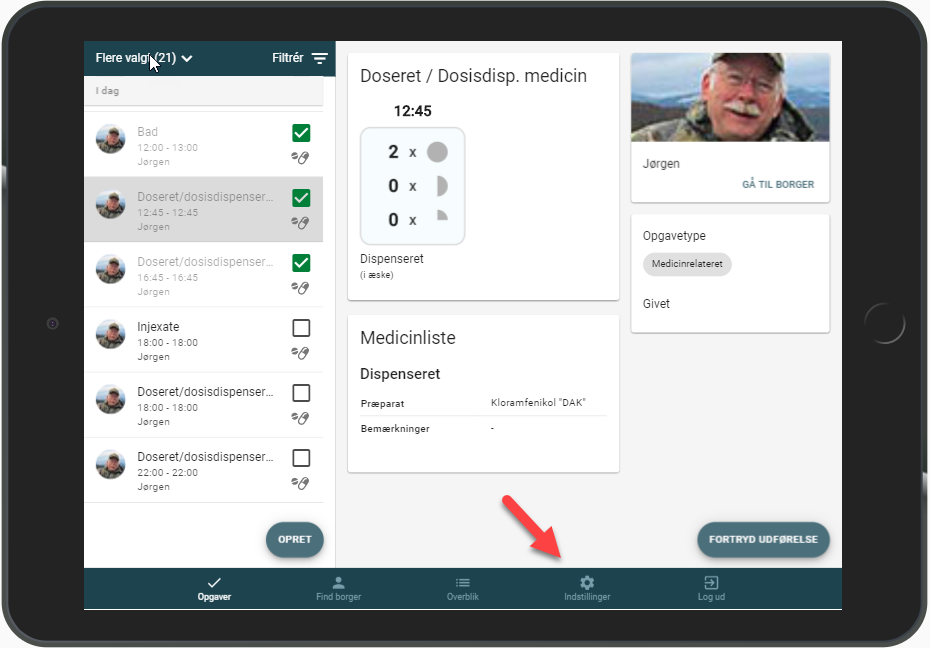 Flere valgt (21)
Filtrér
I dag
Bad
12:00 - 13:00
Jørgen
Doseret/dosisdispenser...
12:45 - 12:45
Jørgen
Doseret/dosisdispenser...
16:45 - 16:45
Jørgen
Injexate
18:00 - 18:00
Jørgen
Doseret/dosisdispenser...
18:00 - 18:00
Jørgen
Doseret/dosisdispenser...
22:00 - 22:00
Jørgen
OPRET
Doseret / Dosisdisp. medicin
12:45
2 x
0 x
0 x
Dispenseret
(i æske)
Medicinliste
Dispenseret
Præparat Kloramfenikol "DAK"
Bemærkninger -
Jørgen
GÅ TIL BORGER
Opgavetype
Medicinrelateret
Givet
FORTRYD UDFØRELSE
Opgaver
Find borger
Overblik
Indstillinger
Log ud